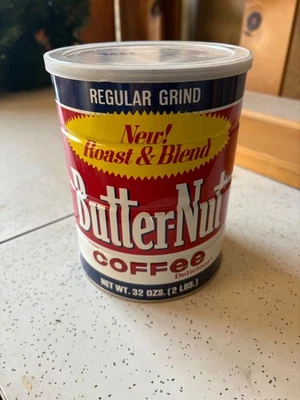 REGULAR GRIND
New!
Roast & Blend
Butter-Nut
COFFee
Delicious
NET WT. 32 OZS. (2 LBS.)